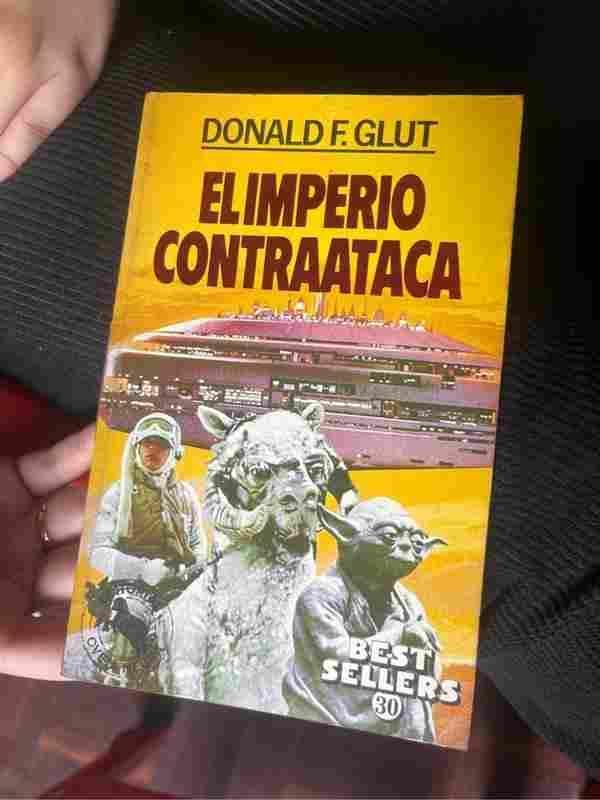 DONALD F. GLUT
EL IMPERIO
CONTRAATACA
BEST
SELLERS
30